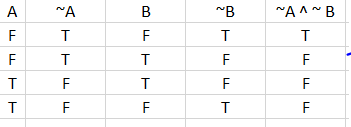 A ~A B ~B ~A ^ ~ B
F T F T T
F T T F F
T F T F F
T F F T F